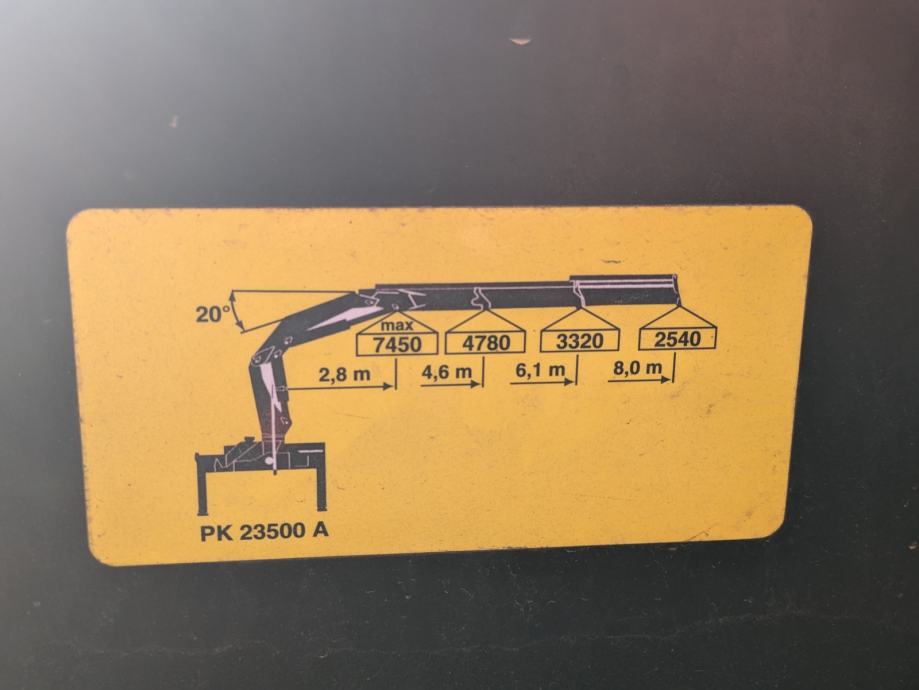 20°
max
7450 4780 3320 2540
2,8 m 4,6 m 6,1 m 8,0 m
PK 23500 A